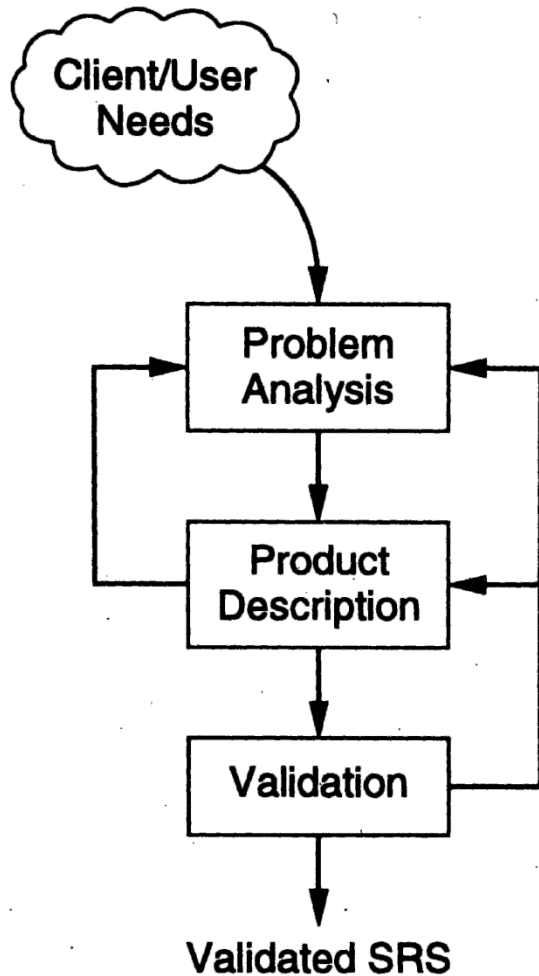 Client/User
Needs
Problem
Analysis
Product
Description
Validation
Validated SRS